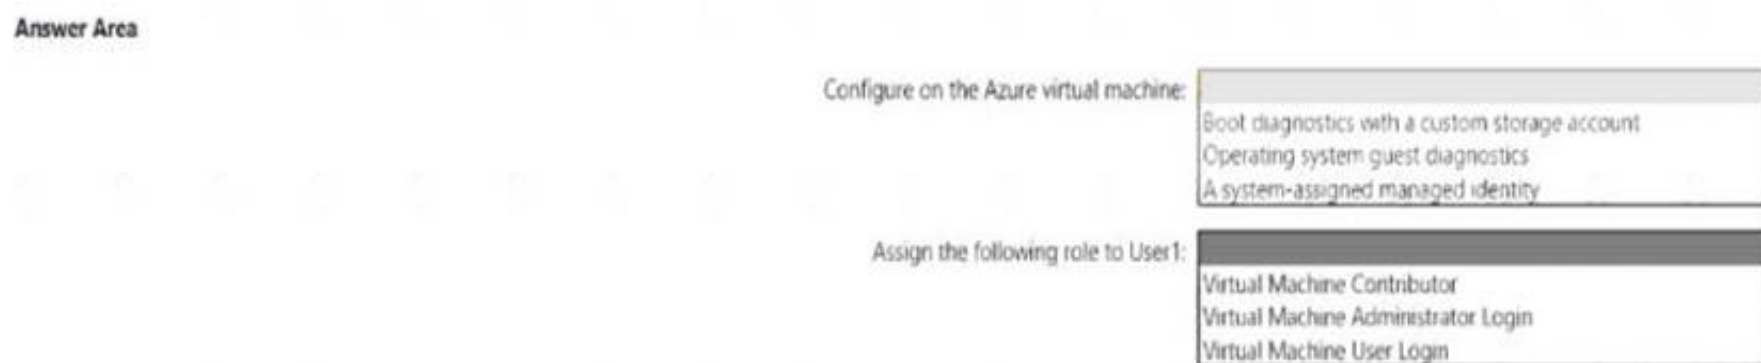 Answer Area
Configure on the Azure virtual machine:
Boot diagnostics with a custom storage account
Operating system guest diagnostics
A system-assigned managed identity
Assign the following role to User1:
Virtual Machine Contributor
Virtual Machine Administrator Login
Virtual Machine User Login